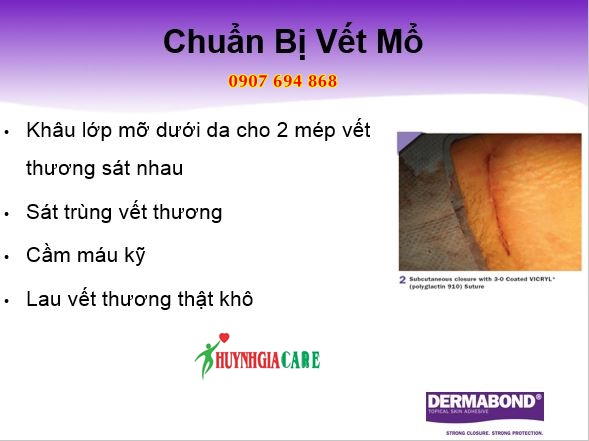 Chuẩn Bị Vết Mổ
0907 694 868
• Khâu lớp mỡ dưới da cho 2 mép vết
thương sát nhau
• Sát trùng vết thương
• Cầm máu kỹ
• Lau vết thương thật khô
2 Subcutaneous closure with 3-0 Coated VICRYL*
(polyglactin 910) Suture
HUYNHGIA CARE
DERMABOND®
TOPICAL SKIN ADHESIVE
STRONG CLOSURE. STRONG PROTECTION.